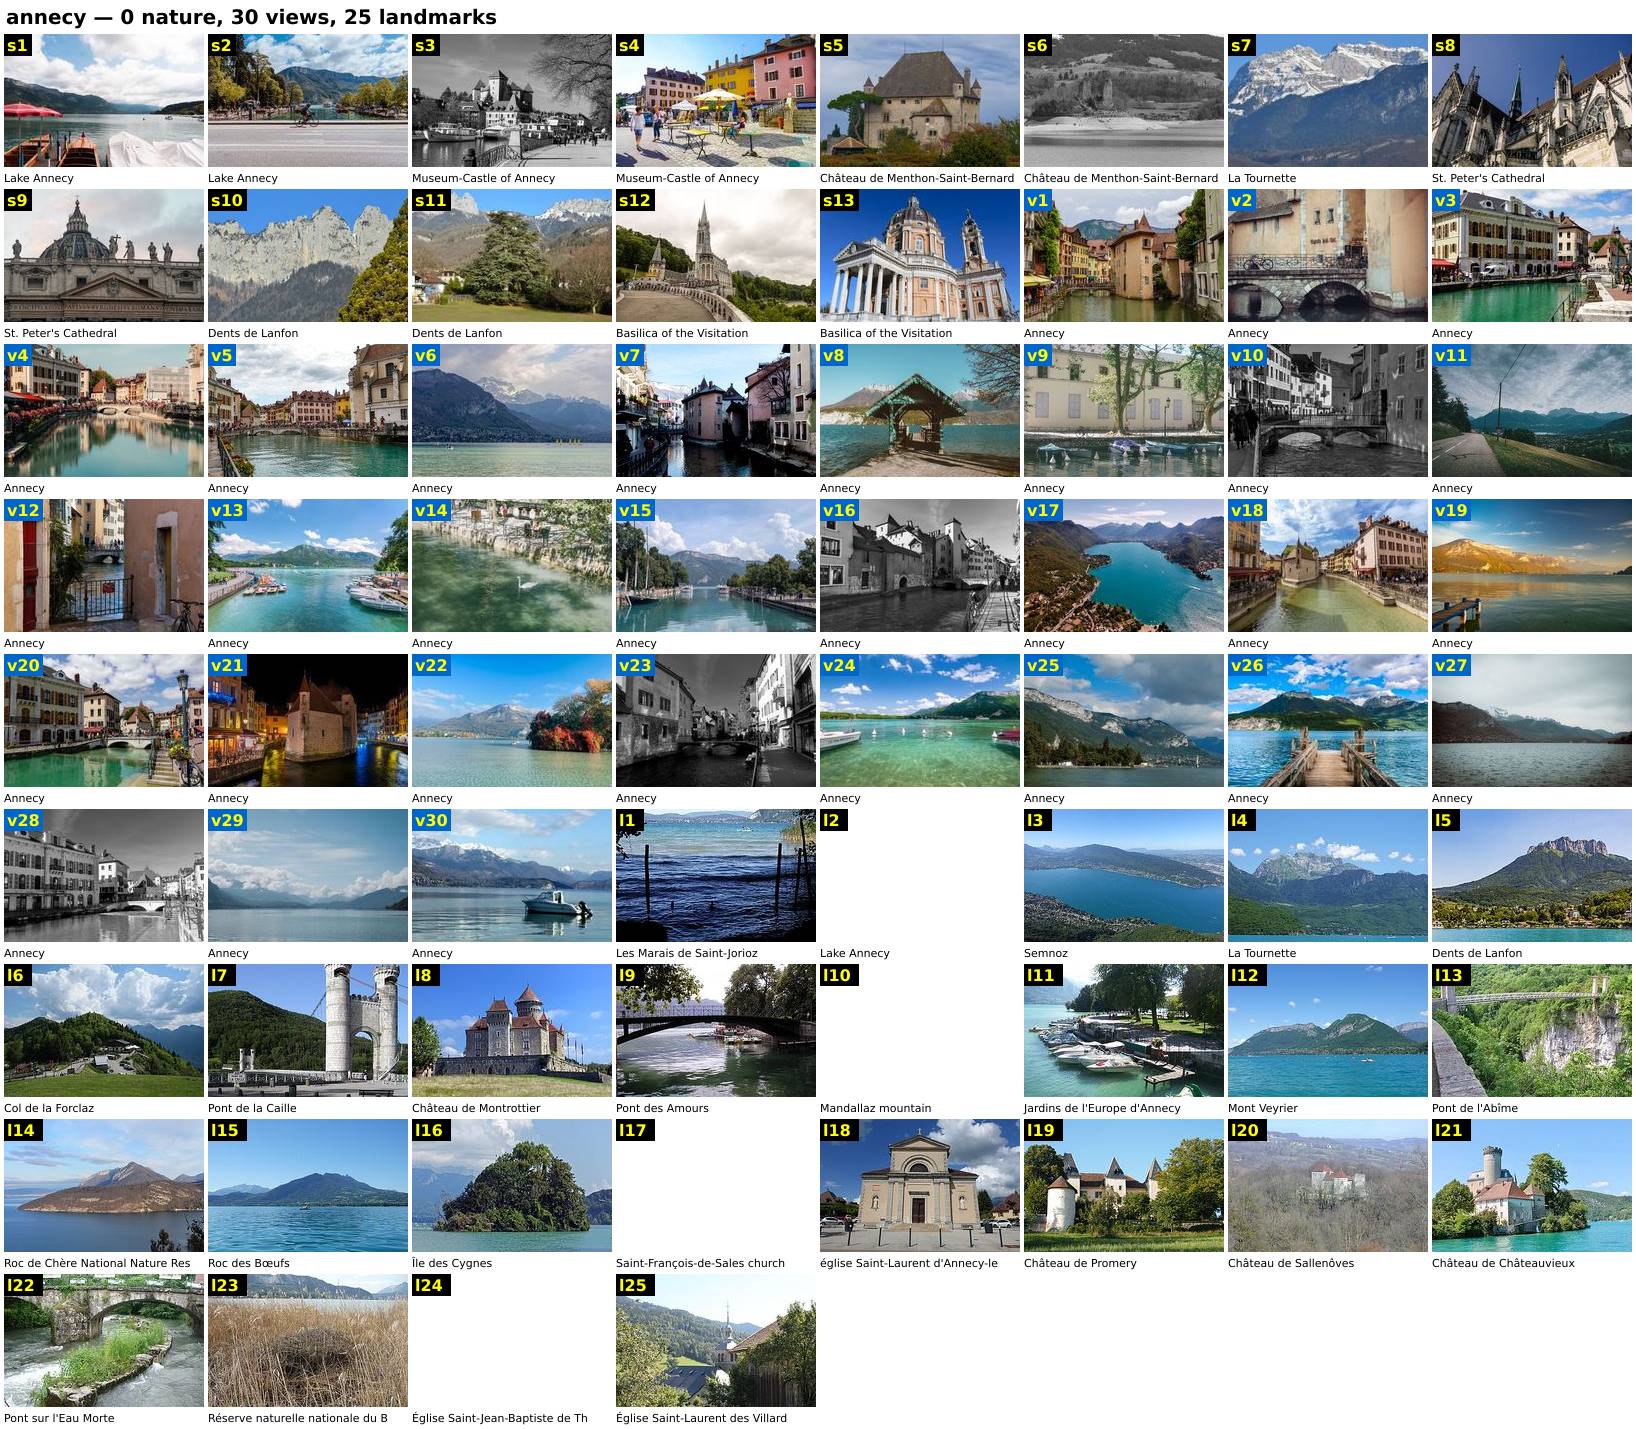 annecy — 0 nature, 30 views, 25 landmarks
s1 s2 s3 s4 s5 s6 s7 s8
Lake Annecy Lake Annecy Museum-Castle of Annecy Museum-Castle of Annecy Château de Menthon-Saint-Bernard Château de Menthon-Saint-Bernard La Tournette St. Peter's Cathedral
s9 s10 s11 s12 s13 v1 v2 v3
St. Peter's Cathedral Dents de Lanfon Dents de Lanfon Basilica of the Visitation Basilica of the Visitation Annecy Annecy Annecy
v4 v5 v6 v7 v8 v9 v10 v11
Annecy Annecy Annecy Annecy Annecy Annecy Annecy Annecy
v12 v13 v14 v15 v16 v17 v18 v19
Annecy Annecy Annecy Annecy Annecy Annecy Annecy Annecy
v20 v21 v22 v23 v24 v25 v26 v27
Annecy Annecy Annecy Annecy Annecy Annecy Annecy Annecy
v28 v29 v30 l1 l2 l3 l4 l5
Annecy Annecy Annecy Les Marais de Saint-Jorioz Lake Annecy Semnoz La Tournette Dents de Lanfon
l6 l7 l8 l9 l10 l11 l12 l13
Col de la Forclaz Pont de la Caille Château de Montrottier Pont des Amours Mandallaz mountain Jardins de l'Europe d'Annecy Mont Veyrier Pont de l'Abîme
l14 l15 l16 l17 l18 l19 l20 l21
Roc de Chère National Nature Res Roc des Bœufs Île des Cygnes Saint-François-de-Sales church église Saint-Laurent d'Annecy-le Château de Promery Château de Sallenôves Château de Châteauvieux
l22 l23 l24 l25
Pont sur l'Eau Morte Réserve naturelle nationale du B Église Saint-Jean-Baptiste de Th Église Saint-Laurent des Villard